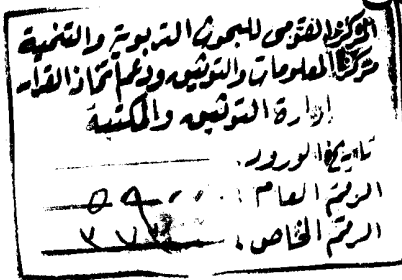 المركز القومى للبحوث التربوية والتنمية
مركز المعلومات والتوثيق ودعم اتخاذ القرار
إدارة التوثيق والمكتبة
تاريخ الورود:
الرقم العام:
الرقم الخاص: